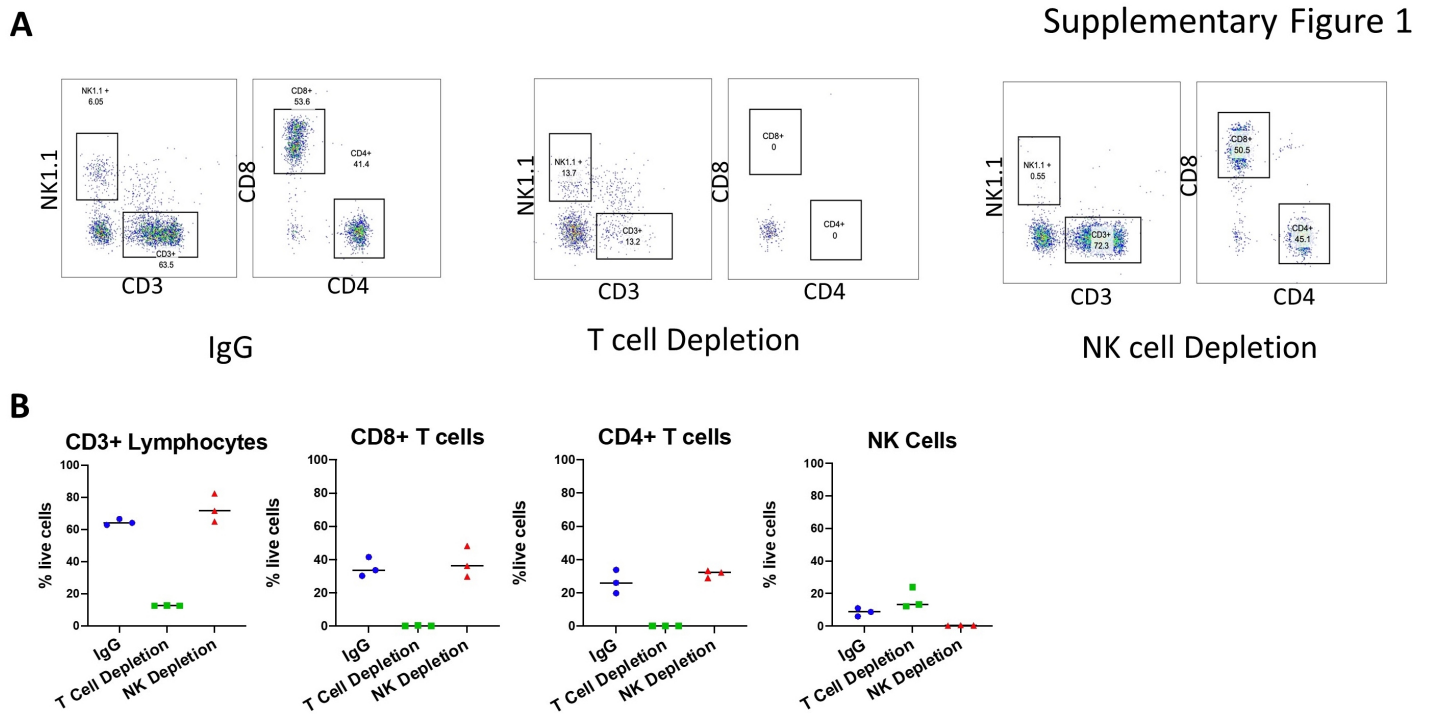 A
Supplementary Figure 1
NK1.1 +
6.05
CD3+
63.5
NK1.1
CD3
CD8+
53.6
CD4+
41.4
CD8
CD4
IgG
NK1.1 +
13.7
CD3+
13.2
NK1.1
CD3
CD8+
0
CD4+
0
CD8
CD4
T cell Depletion
NK1.1 +
0.55
CD3+
72.3
NK1.1
CD3
CD8+
50.5
CD4+
45.1
CD8
CD4
NK cell Depletion
B
CD3+ Lymphocytes
% live cells
100
80
60
40
20
0
IgG
T Cell Depletion
NK Depletion
CD8+ T cells
% live cells
100
80
60
40
20
0
IgG
T Cell Depletion
NK Depletion
CD4+ T cells
%live cells
100
80
60
40
20
0
IgG
T Cell Depletion
NK Depletion
NK Cells
% live cells
100
80
60
40
20
0
IgG
T Cell Depletion
NK Depletion